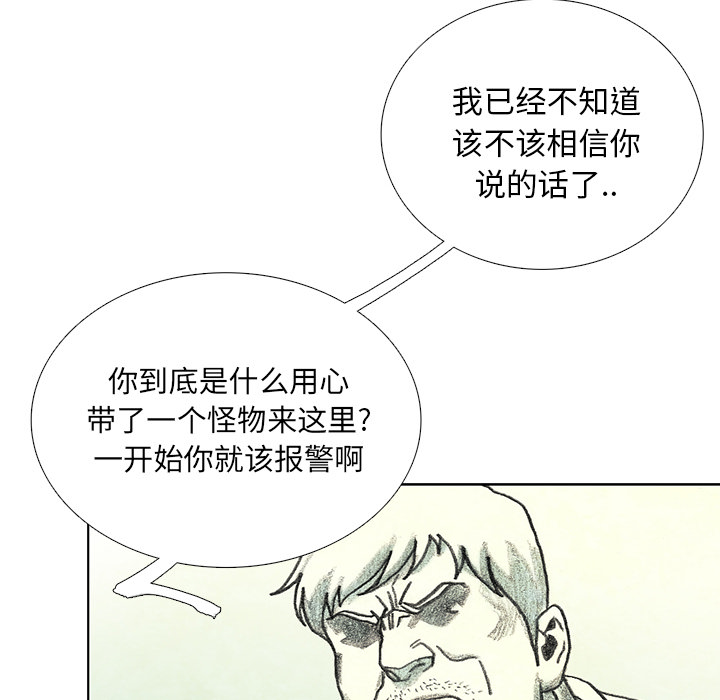 我已经不知道
该不该相信你
说的话了..
你到底是什么用心
带了一个怪物来这里?
一开始你就该报警啊